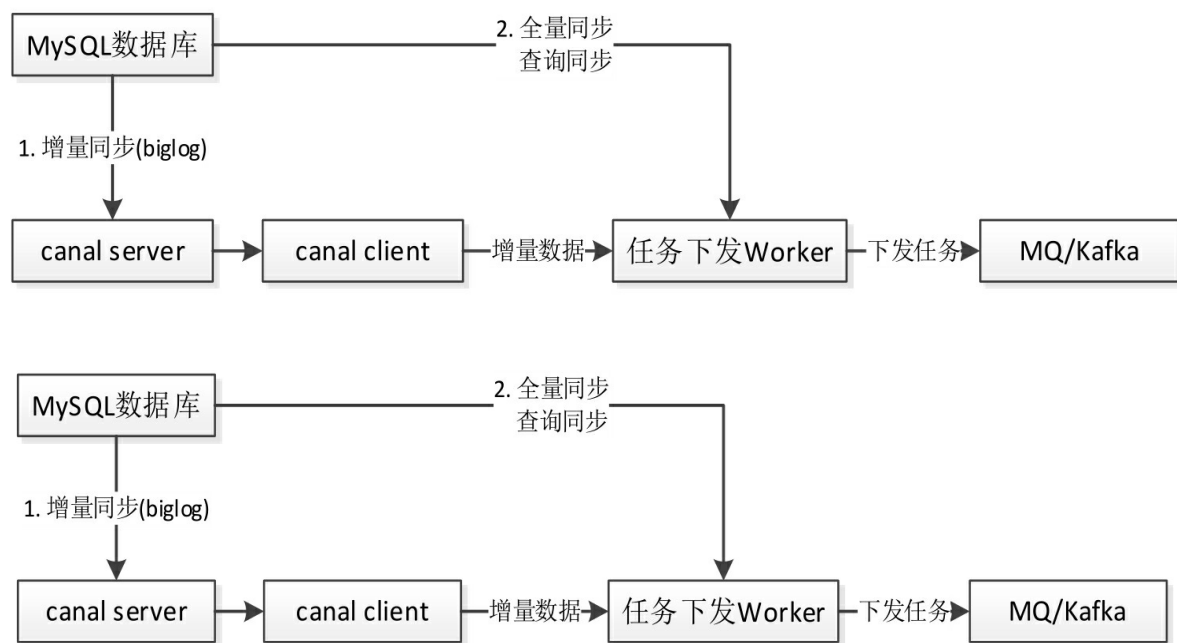 MySQL数据库
2. 全量同步
查询同步
1. 增量同步(biglog)
canal server
canal client
增量数据
任务下发Worker
下发任务
MQ/Kafka
MySQL数据库
2. 全量同步
查询同步
1. 增量同步(biglog)
canal server
canal client
增量数据
任务下发Worker
下发任务
MQ/Kafka